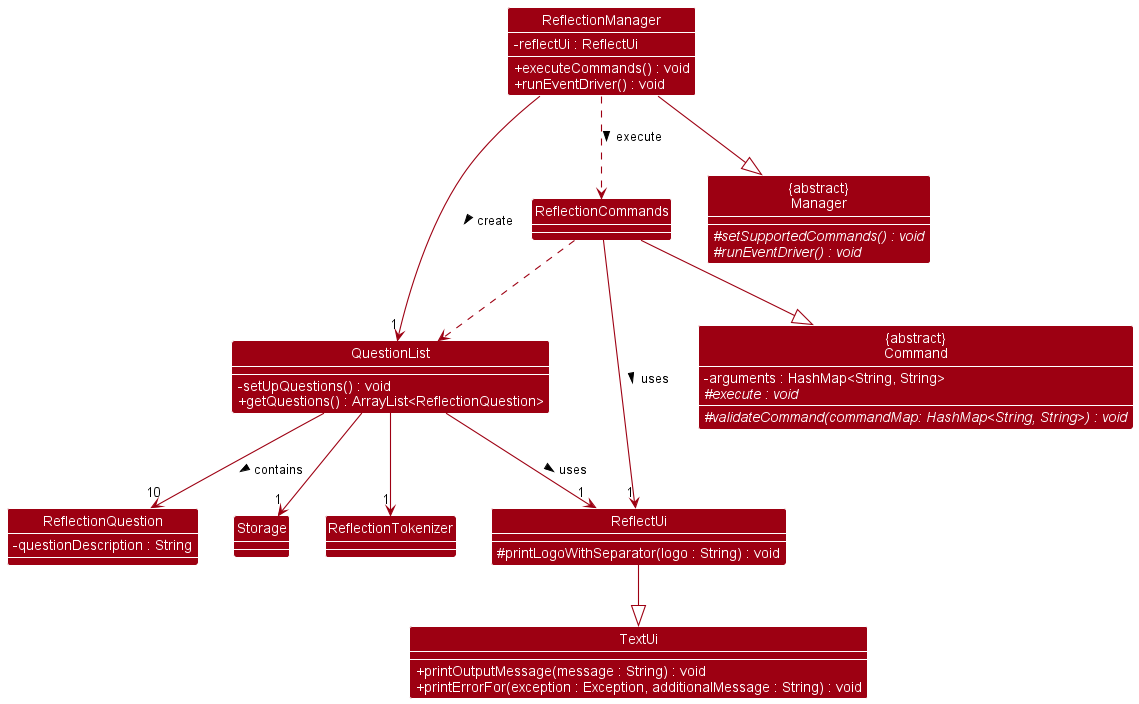 ReflectionManager
-reflectUi : ReflectUi
+executeCommands() : void
+runEventDriver() : void
execute
{abstract}
Manager
#setSupportedCommands() : void
#runEventDriver() : void
ReflectionCommands
create
1
{abstract}
Command
-arguments : HashMap<String, String>
#execute : void
#validateCommand(commandMap: HashMap<String, String>) : void
QuestionList
-setUpQuestions() : void
+getQuestions() : ArrayList<ReflectionQuestion>
uses
contains
uses
10
1
1
1
1
ReflectionQuestion
-questionDescription : String
Storage
ReflectionTokenizer
ReflectUi
#printLogoWithSeparator(logo : String) : void
TextUi
+printOutputMessage(message : String) : void
+printErrorFor(exception : Exception, additionalMessage : String) : void